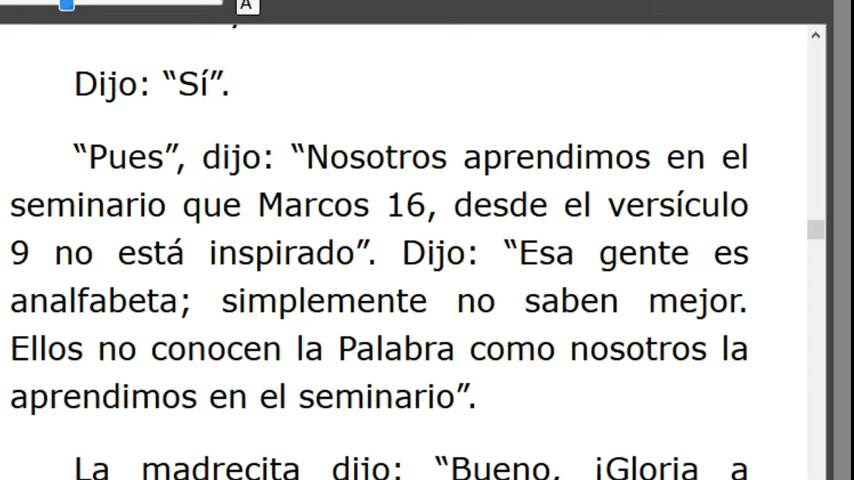 A
Dijo: “Sí”.
“Pues”, dijo: “Nosotros aprendimos en el
seminario que Marcos 16, desde el versículo
9 no está inspirado”. Dijo: “Esa gente es
analfabeta; simplemente no saben mejor.
Ellos no conocen la Palabra como nosotros la
aprendimos en el seminario”.
La madrecita dijo: “Bueno, ¡Gloria a